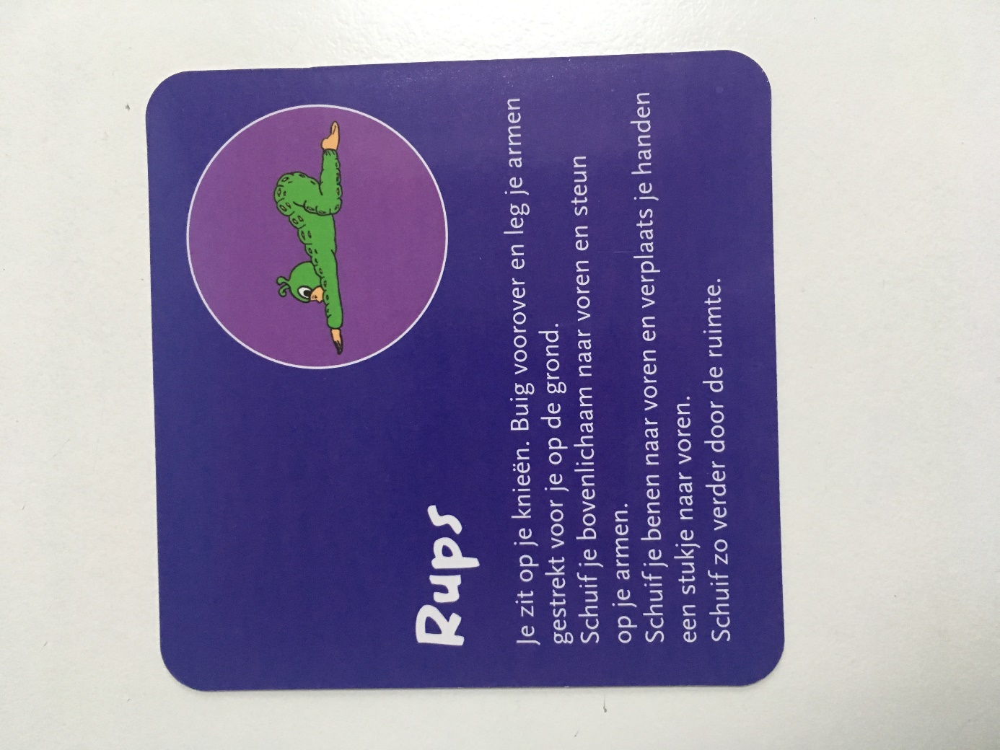 Rups
Je zit op je knieën. Buig voorover en leg je armen
gestrekt voor je op de grond.
Schuif je bovenlichaam naar voren en steun
op je armen.
Schuif je benen naar voren en verplaats je handen
een stukje naar voren.
Schuif zo verder door de ruimte.